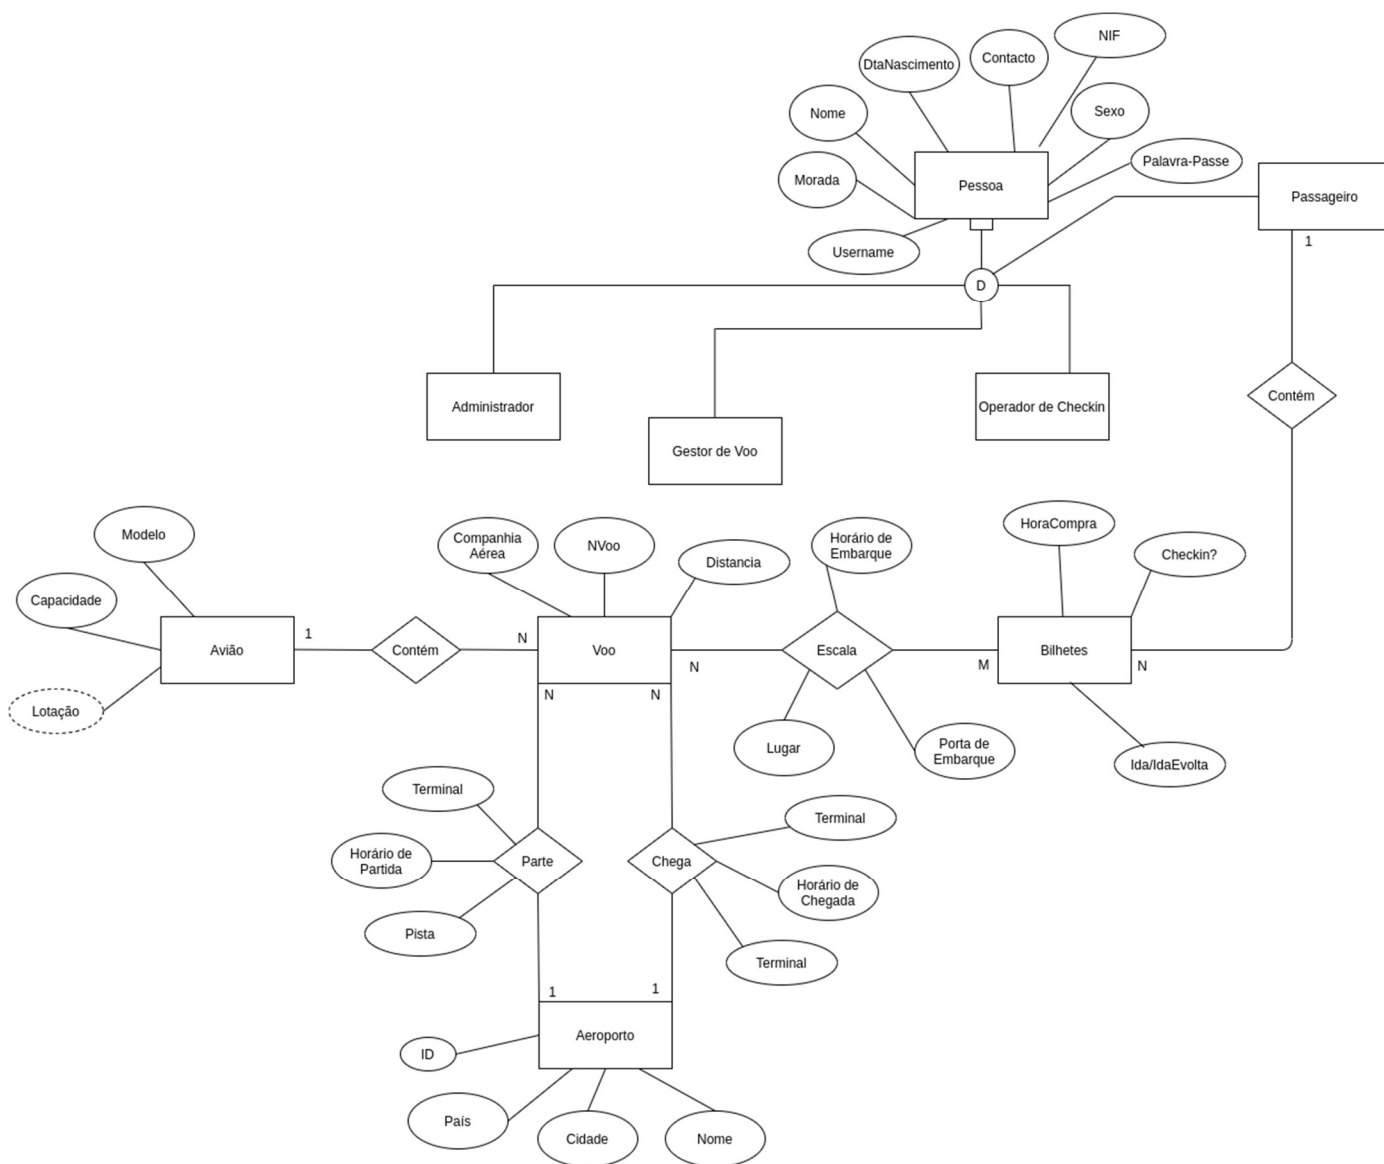 NIF
Contacto
DtaNascimento
Nome
Sexo
Palavra-Passe
Morada
Pessoa
Passageiro
1
Username
D
Contém
Administrador
Operador de Checkin
Gestor de Voo
Modelo
Companhia
Aérea
NVoo
Distancia
Horário de
Embarque
HoraCompra
Checkin?
Capacidade
Avião
1
Contém
N
Voo
N
Escala
M
Bilhetes
N
N
N
Lotação
Lugar
Porta de
Embarque
Ida/IdaEvolta
Terminal
Terminal
Horário de
Partida
Parte
Chega
Horário de
Chegada
Pista
Terminal
1
1
Aeroporto
ID
País
Cidade
Nome